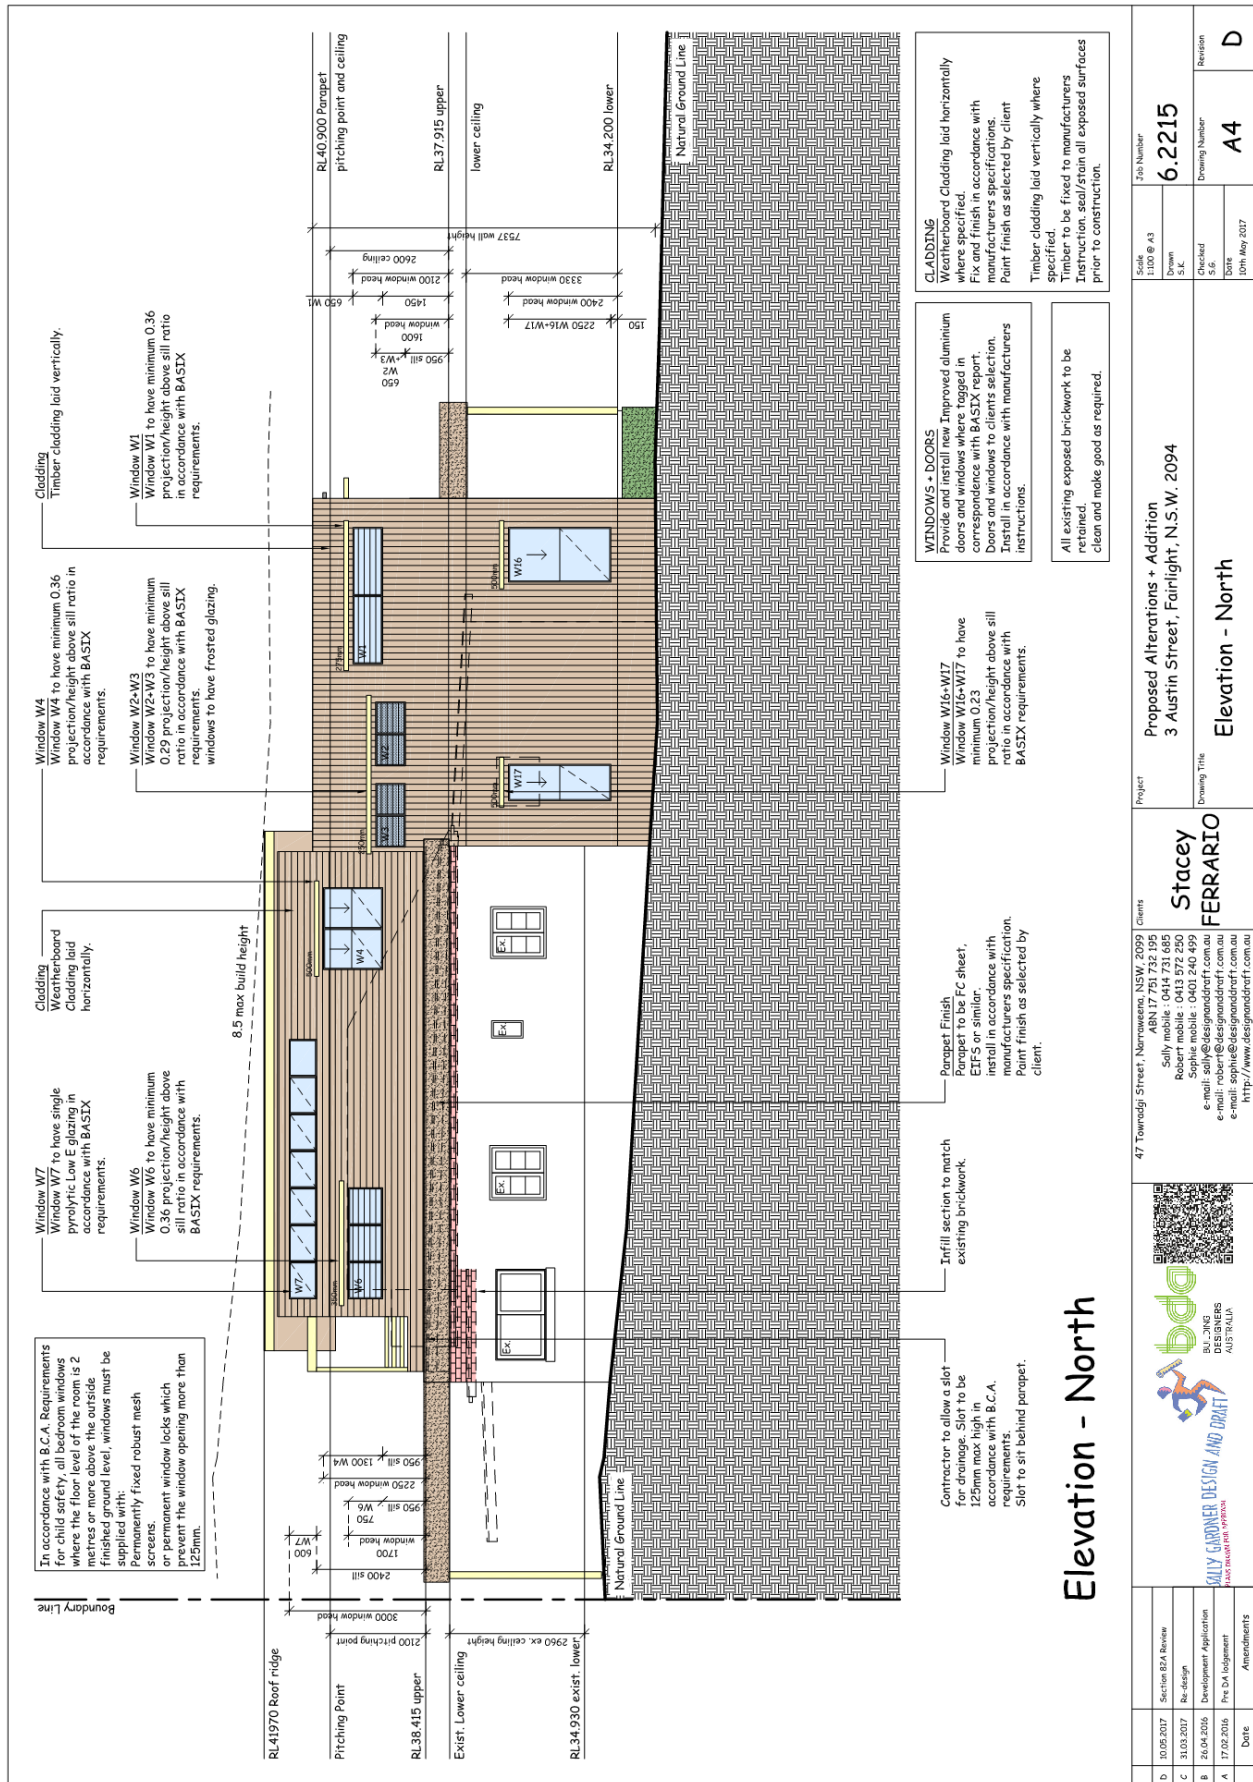 In accordance with B.C.A. Requirements
for child safety, all bedroom windows
where the floor level of the room is 2
metres or more above the outside
finished ground level, windows must be
supplied with:
Permanently fixed robust mesh
screens.
or permanent window locks which
prevent the window opening more than
125mm.
Window W7
Window W7 to have single
pyrolytic Low E glazing in
accordance with BASIX
requirements.
Window W6
Window W6 to have minimum
0.36 projection/height above
sill ratio in accordance with
BASIX requirements.
Cladding
Weatherboard
Cladding laid
horizontally.
Window W4
Window W4 to have minimum 0.36
projection/height above sill ratio in
accordance with BASIX
requirements.
Window W2+W3
Window W2+W3 to have minimum
0.29 projection/height above sill
ratio in accordance with BASIX
requirements.
windows to have frosted glazing.
Cladding
Timber cladding laid vertically.
Window W1
Window W1 to have minimum 0.36
projection/height above sill ratio
in accordance with BASIX
requirements.
8.5 max build height
Boundary Line
RL41970 Roof ridge
Pitching Point
RL38.415 upper
Exist. Lower ceiling
RL34.930 exist. lower
2100 pitching point
2960 ex. ceiling height
3000 window head
2400 sill
600
W7
1700
window head
750
W6
950 sill
2250 window head
950 sill
1300 W4
Natural Ground Line
W7
W6
350mm
W4
500mm
W3
W2
250mm
W1
275mm
W17
500mm
W16
500mm
Ex.
Ex.
Ex.
Ex.
RL40.900 Parapet
pitching point and ceiling
RL37.915 upper
lower ceiling
RL34.200 lower
Natural Ground Line
7537 wall height
2600 ceiling
2100 window head
3330 window head
650 W1
1450
2400 window head
1600
window head
2250 W16+W17
150
950 sill
650
W2
+W3
Contractor to allow a slot
for drainage. Slot to be
125mm max high in
accordance with B.C.A.
requirements.
Slot to sit behind parapet.
Infill section to match
existing brickwork.
Parapet Finish
Parapet to be FC sheet,
EIFS or similar.
install in accordance with
manufacturers specification.
Paint finish as selected by
client.
Window W16+W17
Window W16+W17 to have
minimum 0.23
projection/height above sill
ratio in accordance with
BASIX requirements.
WINDOWS + DOORS
Provide and install new Improved aluminium
doors and windows where tagged in
correspondence with BASIX report.
Doors and windows to clients selection.
Install in accordance with manufacturers
instructions.
All existing exposed brickwork to be
retained.
clean and make good as required.
CLADDING
Weatherboard Cladding laid horizontally
where specified.
Fix and finish in accordance with
manufacturers specifications.
Paint finish as selected by client
Timber cladding laid vertically where
specified.
Timber to be fixed to manufacturers
Instruction, seal/stain all exposed surfaces
prior to construction.
Elevation - North
D 10.05.2017 Section 82A Review
C 31.03.2017 Re-design
B 26.04.2016 Development Application
A 17.02.2016 Pre DA lodgement
Date Amendments
SALLY GARDNER DESIGN AND DRAFT
PLANS DRAWN FOR APPROVAL
bda
BUILDING
DESIGNERS
AUSTRALIA
47 Towradgi Street, Narraweena, NSW, 2099
ABN 17 751 732 195
Sally mobile : 0414 731 685
Robert mobile : 0413 572 250
Sophie mobile : 0401 240 499
e-mail: sally@designanddraft.com.au
e-mail: robert@designanddraft.com.au
e-mail: sophie@designanddraft.com.au
http://www.designanddraft.com.au
Clients
Stacey
FERRARIO
Project
Proposed Alterations + Addition
3 Austin Street, Fairlight, N.S.W. 2094
Drawing Title
Elevation - North
Scale
1:100 @ A3
Drawn
S.K.
Checked
S.G.
Date
10th May 2017
Job Number
6.2215
Drawing Number
A4
Revision
D